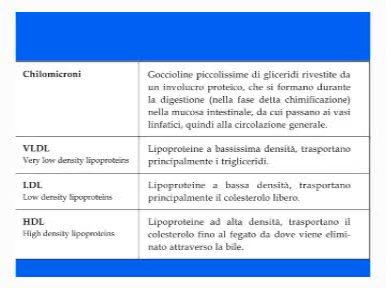 Chilomicroni
Goccioline piccolissime di gliceridi rivestite da
un involucro proteico, che si formano durante
la digestione (nella fase detta chimificazione)
nella mucosa intestinale, da cui passano ai vasi
linfatici, quindi alla circolazione generale.
VLDL
Very low density lipoproteins
Lipoproteine a bassissima densità, trasportano
principalmente i trigliceridi.
LDL
Low density lipoproteins
Lipoproteine a bassa densità, trasportano
principalmente il colesterolo libero.
HDL
High density lipoproteins
Lipoproteine ad alta densità, trasportano il
colesterolo fino al fegato da dove viene elimi-
nato attraverso la bile.